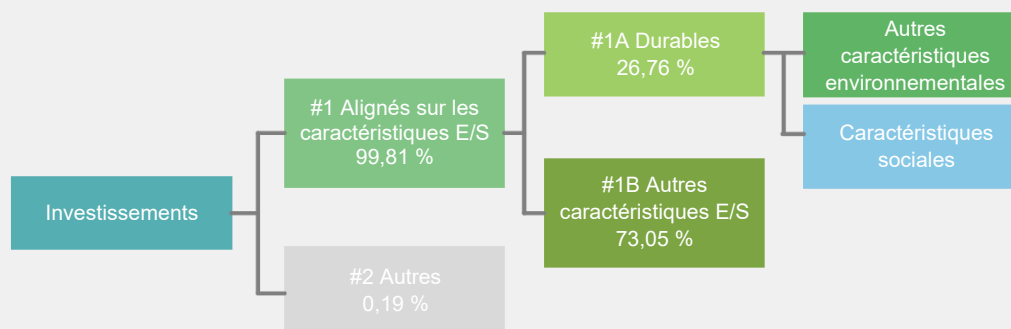 Investissements
#1 Alignés sur les
caractéristiques E/S
99,81 %
#2 Autres
0,19 %
#1A Durables
26,76 %
#1B Autres
caractéristiques E/S
73,05 %
Autres
caractéristiques
environnementales
Caractéristiques
sociales